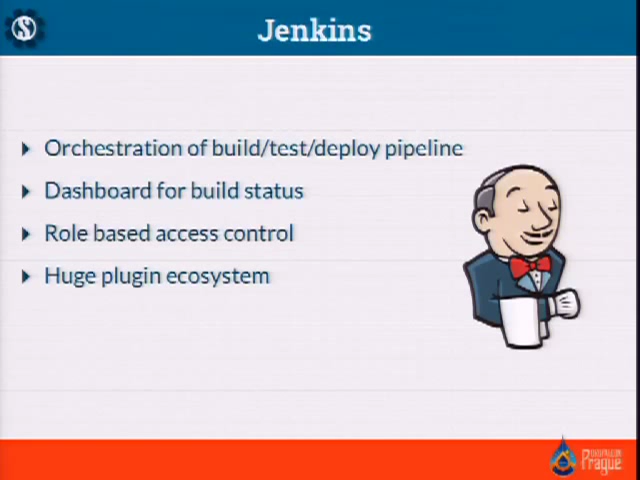 Jenkins
Orchestration of build/test/deploy pipeline
Dashboard for build status
Role based access control
Huge plugin ecosystem
Prague